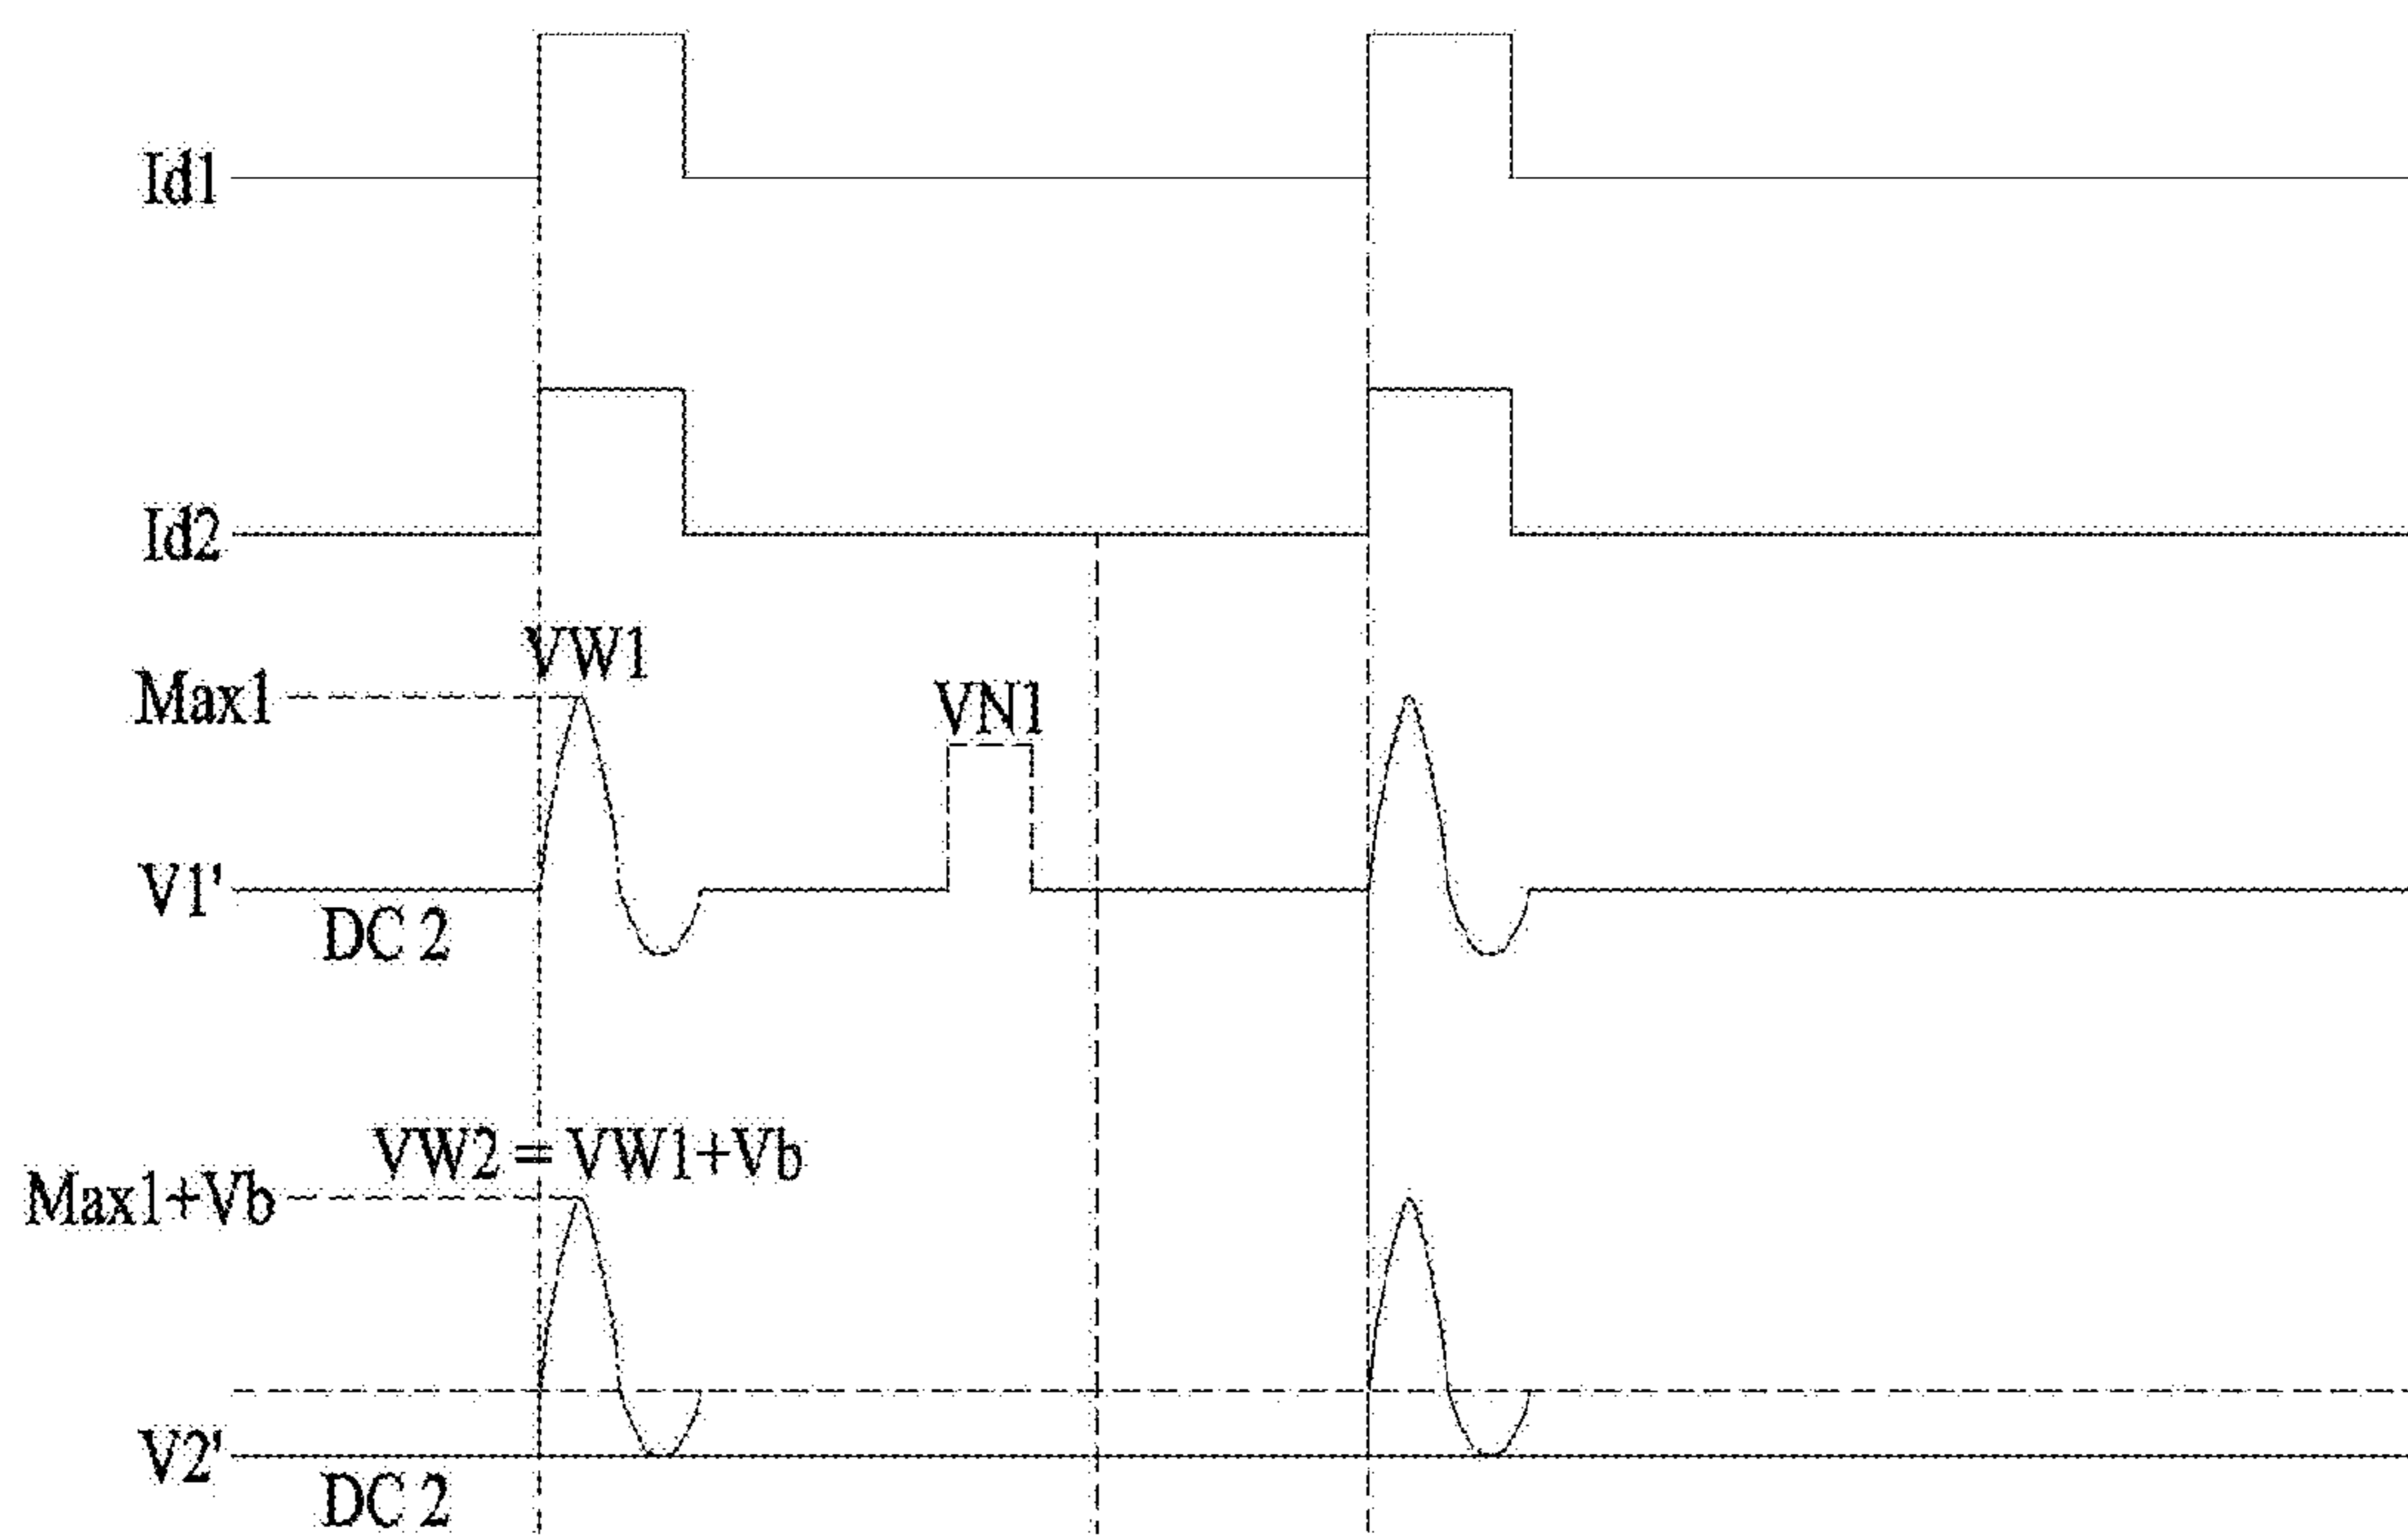 Id1
Id2
VW1
Max1
VN1
V1'
DC 2
VW2 = VW1+Vb
Max1+Vb
V2'
DC 2